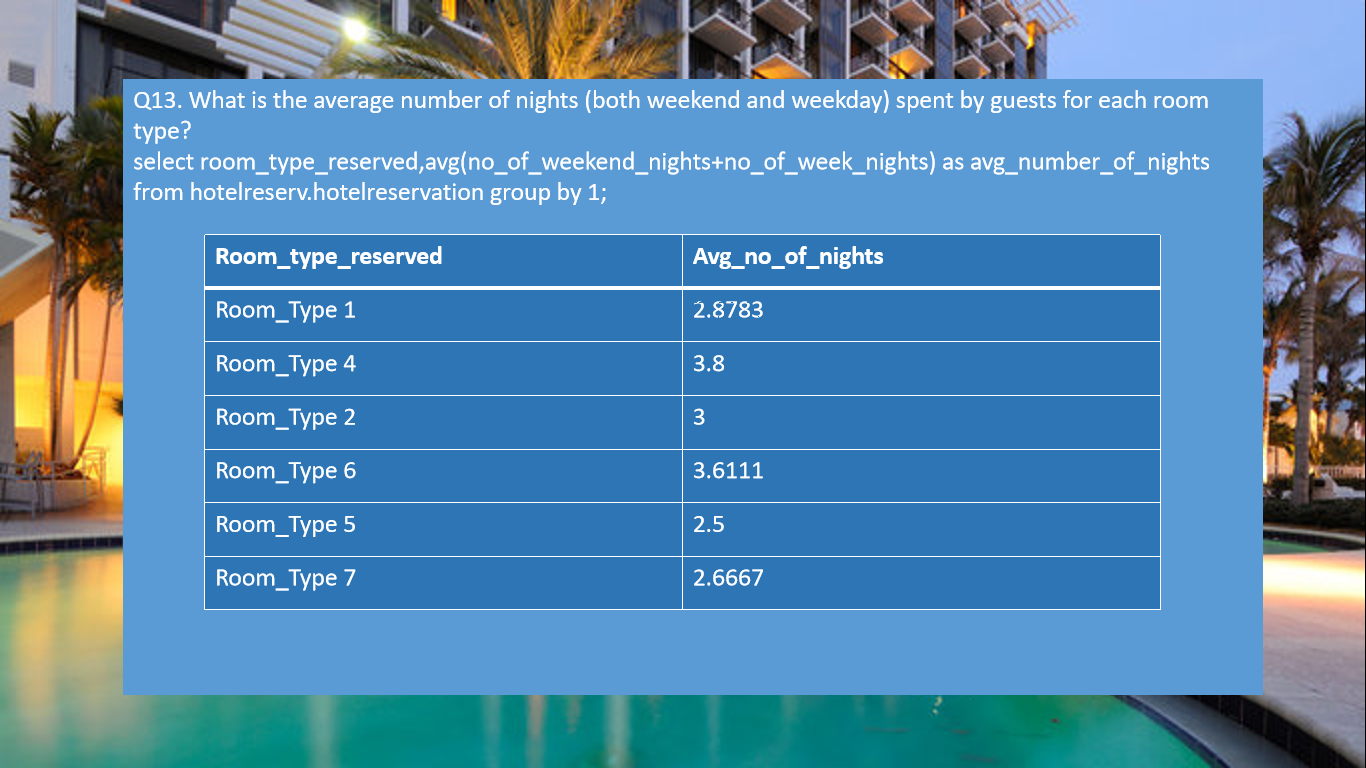 Q13. What is the average number of nights (both weekend and weekday) spent by guests for each room
type?
select room_type_reserved,avg(no_of_weekend_nights+no_of_week_nights) as avg_number_of_nights
from hotelreserv.hotelreservation group by 1;
Room_type_reserved Avg_no_of_nights
Room_Type 1 2.8783
Room_Type 4 3.8
Room_Type 2 3
Room_Type 6 3.6111
Room_Type 5 2.5
Room_Type 7 2.6667